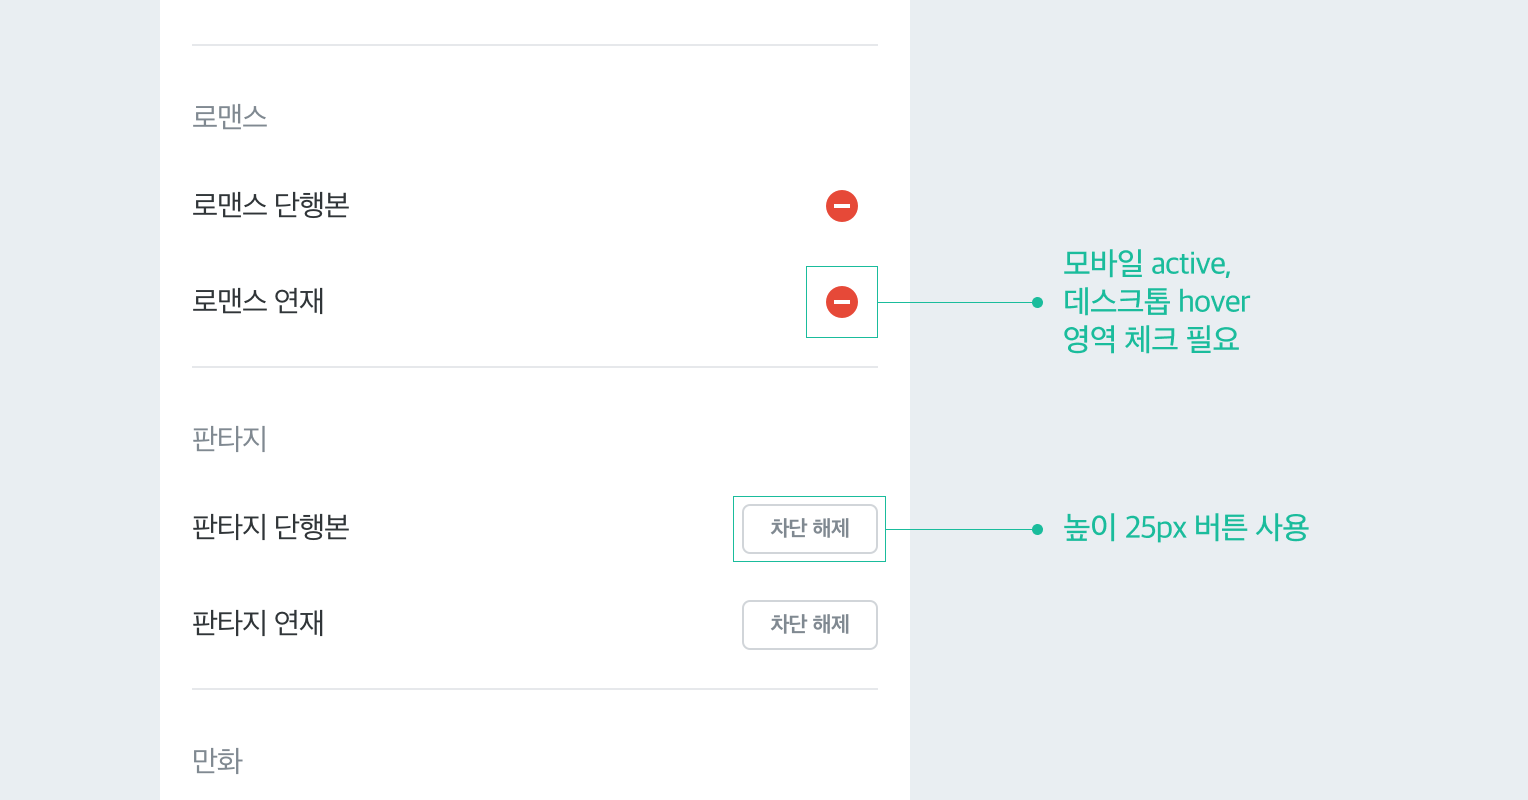 로맨스
로맨스 단행본
로맨스 연재
모바일 active,
데스크톱 hover
영역 체크 필요
판타지
판타지 단행본
차단 해제
높이 25px 버튼 사용
판타지 연재
차단 해제
만화